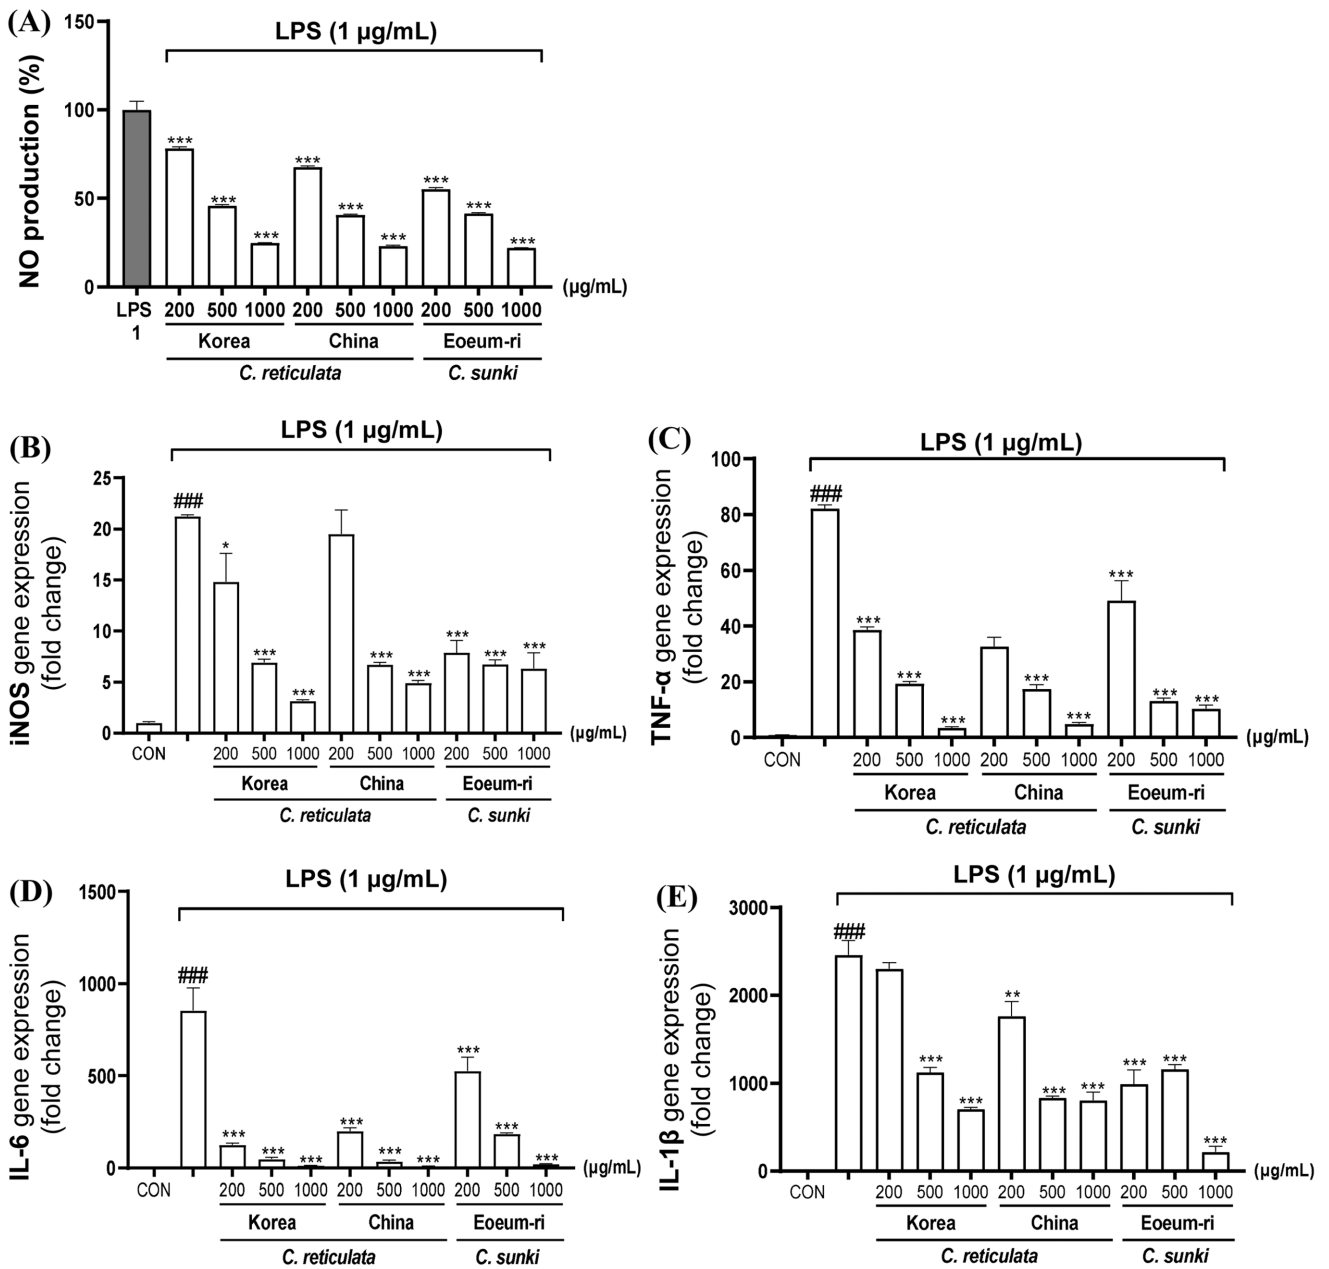 (A)
LPS (1 µg/mL)
NO production (%)
150
100
50
0
***
***
***
***
***
***
***
***
***
LPS 200 500 1000 200 500 1000 200 500 1000 (µg/mL)
1
Korea China Eoeum-ri
C. reticulata C. sunki
(B)
LPS (1 µg/mL)
iNOS gene expression
(fold change)
25
20
15
10
5
0
###
*
***
***
***
***
***
***
***
CON 200 500 1000 200 500 1000 200 500 1000 (µg/mL)
Korea China Eoeum-ri
C. reticulata C. sunki
(C)
LPS (1 µg/mL)
TNF-α gene expression
(fold change)
100
80
60
40
20
0
###
***
***
***
***
***
***
***
***
CON 200 500 1000 200 500 1000 200 500 1000 (µg/mL)
Korea China Eoeum-ri
C. reticulata C. sunki
(D)
LPS (1 µg/mL)
IL-6 gene expression
(fold change)
1500
1000
500
0
###
***
***
***
***
***
***
***
***
***
CON 200 500 1000 200 500 1000 200 500 1000 (µg/mL)
Korea China Eoeum-ri
C. reticulata C. sunki
(E)
LPS (1 µg/mL)
IL-1β gene expression
(fold change)
3000
2000
1000
0
###
***
***
**
***
***
***
***
***
CON 200 500 1000 200 500 1000 200 500 1000 (µg/mL)
Korea China Eoeum-ri
C. reticulata C. sunki